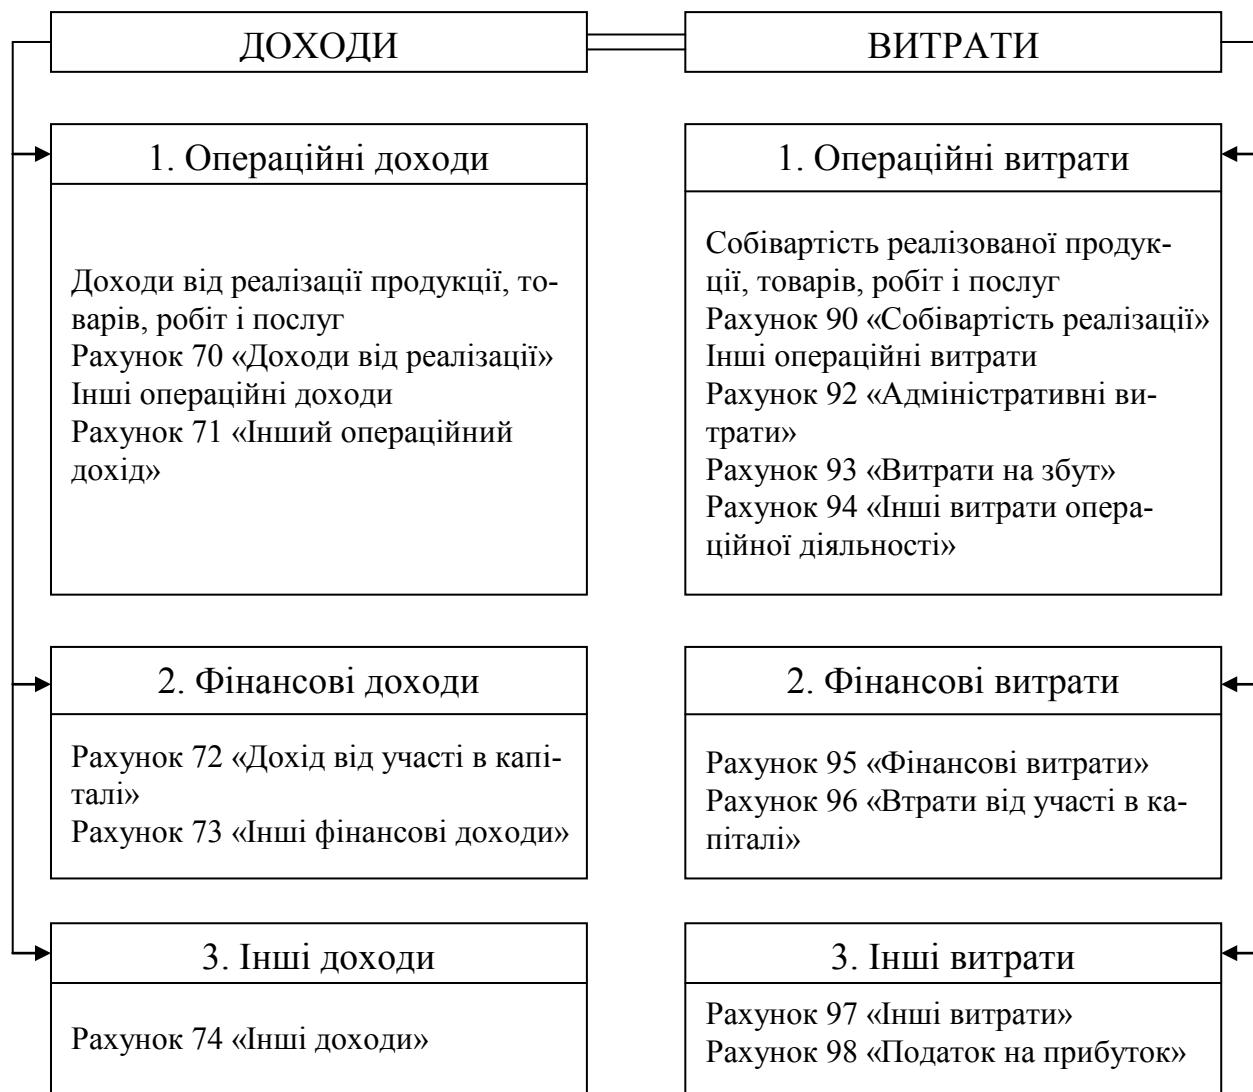 ДОХОДИ
ВИТРАТИ
1. Операційні доходи
Доходи від реалізації продукції, то-
варів, робіт і послуг
Рахунок 70 «Доходи від реалізації»
Інші операційні доходи
Рахунок 71 «Інший операційний
дохід»
1. Операційні витрати
Собівартість реалізованої продук-
ції, товарів, робіт і послуг
Рахунок 90 «Собівартість реалізації»
Інші операційні витрати
Рахунок 92 «Адміністративні ви-
трати»
Рахунок 93 «Витрати на збут»
Рахунок 94 «Інші витрати опера-
ційної діяльності»
2. Фінансові доходи
Рахунок 72 «Дохід від участі в капі-
талі»
Рахунок 73 «Інші фінансові доходи»
2. Фінансові витрати
Рахунок 95 «Фінансові витрати»
Рахунок 96 «Втрати від участі в ка-
піталі»
3. Інші доходи
Рахунок 74 «Інші доходи»
3. Інші витрати
Рахунок 97 «Інші витрати»
Рахунок 98 «Податок на прибуток»